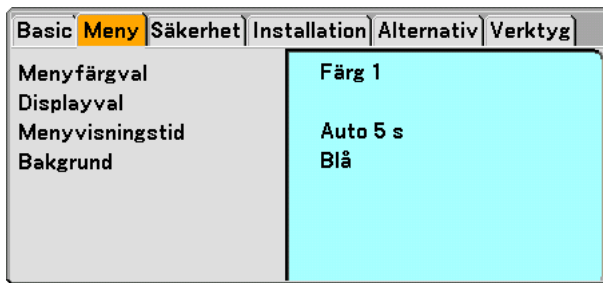 Basic Meny Säkerhet Installation Alternativ Verktyg
Menyfärgval Färg 1
Displayval
Menyvisningstid Auto 5 s
Bakgrund Blå